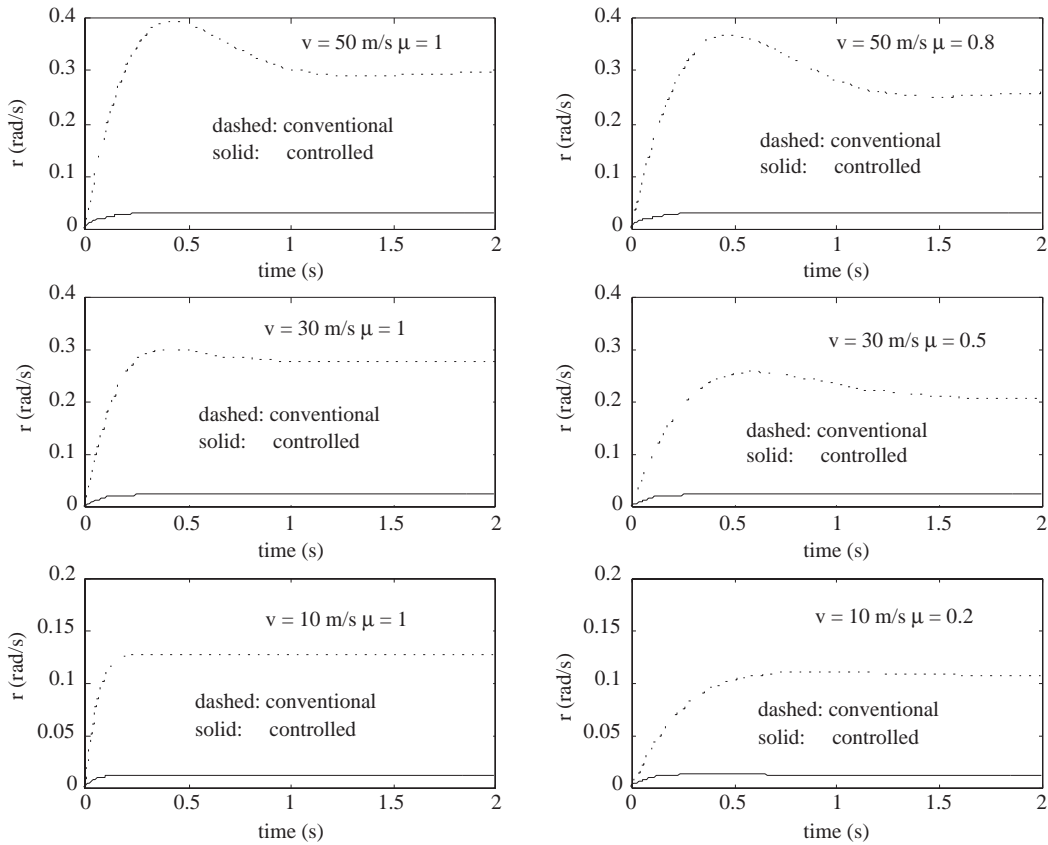 0.4
0.3
0.2
0.1
0
r (rad/s)
v = 50 m/s μ = 1
dashed: conventional
solid: controlled
0 0.5 1 1.5 2
time (s)
0.4
0.3
0.2
0.1
0
r (rad/s)
v = 50 m/s μ = 0.8
dashed: conventional
solid: controlled
0 0.5 1 1.5 2
time (s)
0.4
0.3
0.2
0.1
0
r (rad/s)
v = 30 m/s μ = 1
dashed: conventional
solid: controlled
0 0.5 1 1.5 2
time (s)
0.4
0.3
0.2
0.1
0
r (rad/s)
v = 30 m/s μ = 0.5
dashed: conventional
solid: controlled
0 0.5 1 1.5 2
time (s)
0.2
0.15
0.1
0.05
0
r (rad/s)
v = 10 m/s μ = 1
dashed: conventional
solid: controlled
0 0.5 1 1.5 2
time (s)
0.2
0.15
0.1
0.05
0
r (rad/s)
v = 10 m/s μ = 0.2
dashed: conventional
solid: controlled
0 0.5 1 1.5 2
time (s)